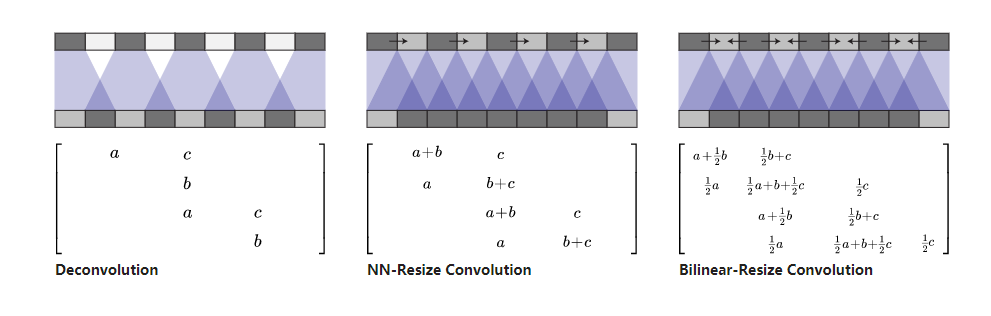 a c a+b c a+½b ½b+c
b a b+c ½a ½a+b+½c ½c
a c a+b c a+½b ½b+c
b a b+c ½a ½a+b+½c ½c
Deconvolution NN-Resize Convolution Bilinear-Resize Convolution